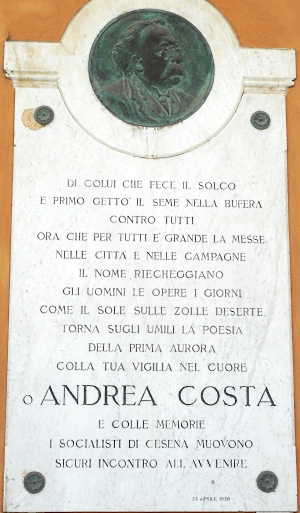 DI COLUI CHE FECE IL SOLCO
E PRIMO GETTO' IL SEME NELLA BUFERA
CONTRO TUTTI
ORA CHE PER TUTTI E' GRANDE LA MESSE
NELLE CITTA E NELLE CAMPAGNE
IL NOME RIECHEGGIANO
GLI UOMINI LE OPERE I GIORNI
COME IL SOLE SULLE ZOLLE DESERTE
TORNA SUGLI UMILI LA POESIA
DELLA PRIMA AURORA
COLLA TUA VIGILIA NEL CUORE
O ANDREA COSTA
E COLLE MEMORIE
I SOCIALISTI DI CESENA MUOVONO
SICURI INCONTRO ALL AVVENIRE
APRILE